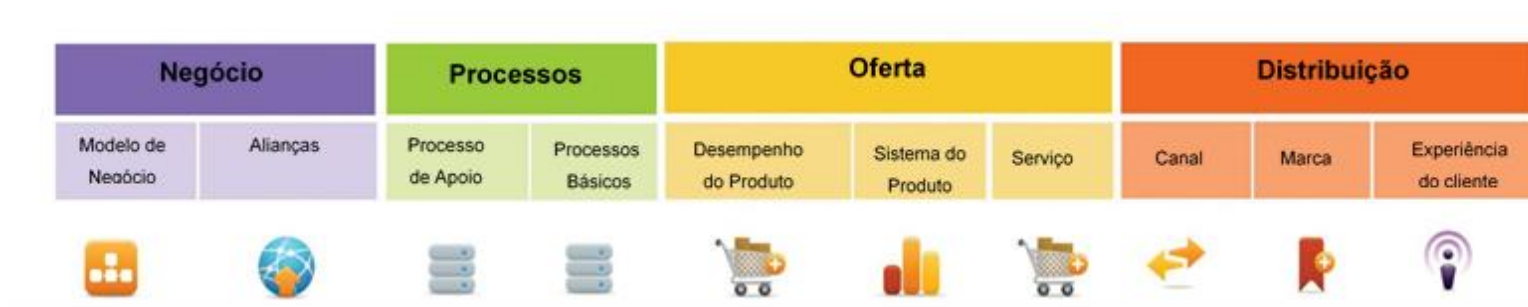 Negócio
Processos
Oferta
Distribuição
Modelo de
Negócio
Alianças
Processo
de Apoio
Processos
Básicos
Desempenho
do Produto
Sistema do
Produto
Serviço
Canal
Marca
Experiência
do cliente